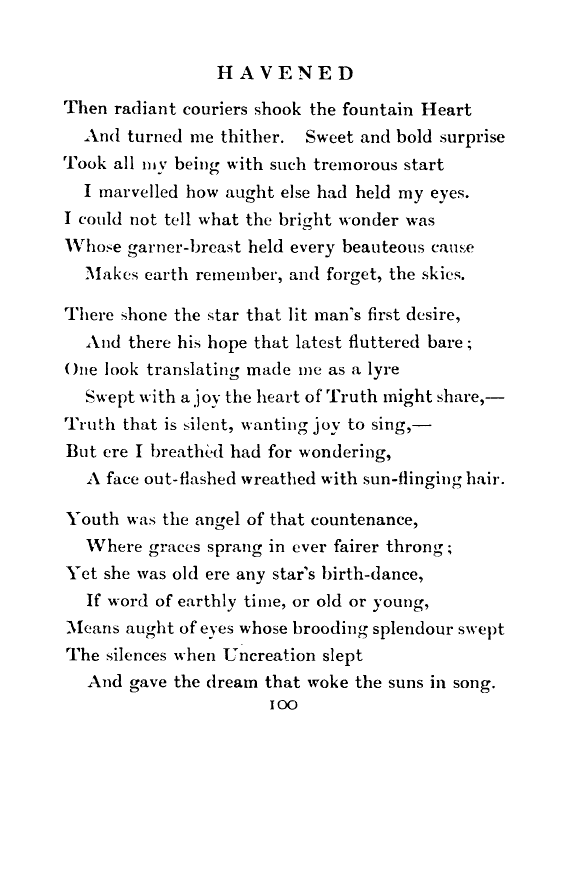 HAVENED
Then radiant couriers shook the fountain Heart
And turned me thither. Sweet and bold surprise
Took all my being with such tremorous start
I marvelled how aught else had held my eyes.
I could not tell what the bright wonder was
Whose garner-breast held every beauteous cause
Makes earth remember, and forget, the skies.
There shone the star that lit man's first desire,
And there his hope that latest fluttered bare;
One look translating made me as a lyre
Swept with a joy the heart of Truth might share,—
Truth that is silent, wanting joy to sing,—
But ere I breathèd had for wondering,
A face out-flashed wreathed with sun-flinging hair.
Youth was the angel of that countenance,
Where graces sprang in ever fairer throng;
Yet she was old ere any star's birth-dance,
If word of earthly time, or old or young,
Means aught of eyes whose brooding splendour swept
The silences when Uncreation slept
And gave the dream that woke the suns in song.
100